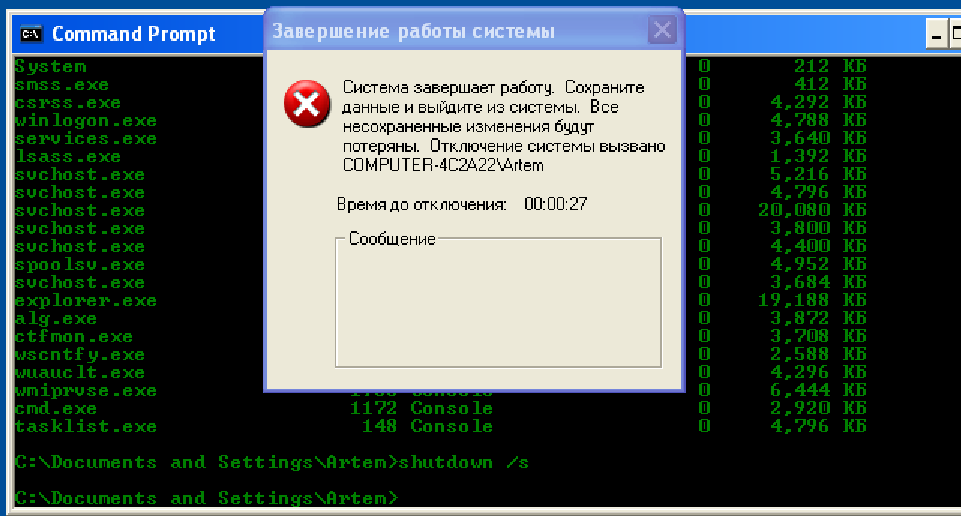 Command Prompt
Завершение работы системы
Система завершает работу. Сохраните
данные и выйдите из системы. Все
несохраненные изменения будут
потеряны. Отключение системы вызвано
COMPUTER-4C2A22\Artem
Время до отключения: 00:00:27
Сообщение
System 0 212 КБ
smss.exe 0 412 КБ
csrss.exe 0 4,292 КБ
winlogon.exe 0 4,788 КБ
services.exe 0 3,640 КБ
lsass.exe 0 1,392 КБ
svchost.exe 0 5,216 КБ
svchost.exe 0 4,796 КБ
svchost.exe 0 20,080 КБ
svchost.exe 0 3,800 КБ
svchost.exe 0 4,400 КБ
spoolsv.exe 0 4,952 КБ
svchost.exe 0 3,684 КБ
explorer.exe 0 19,188 КБ
alg.exe 0 3,872 КБ
ctfmon.exe 0 3,708 КБ
wscntfy.exe 0 2,588 КБ
wuauclt.exe 0 4,296 КБ
wmiprvse.exe Console 0 6,444 КБ
cmd.exe 1172 Console 0 2,920 КБ
tasklist.exe 148 Console 0 4,796 КБ
C:\Documents and Settings\Artem>shutdown /s
C:\Documents and Settings\Artem>